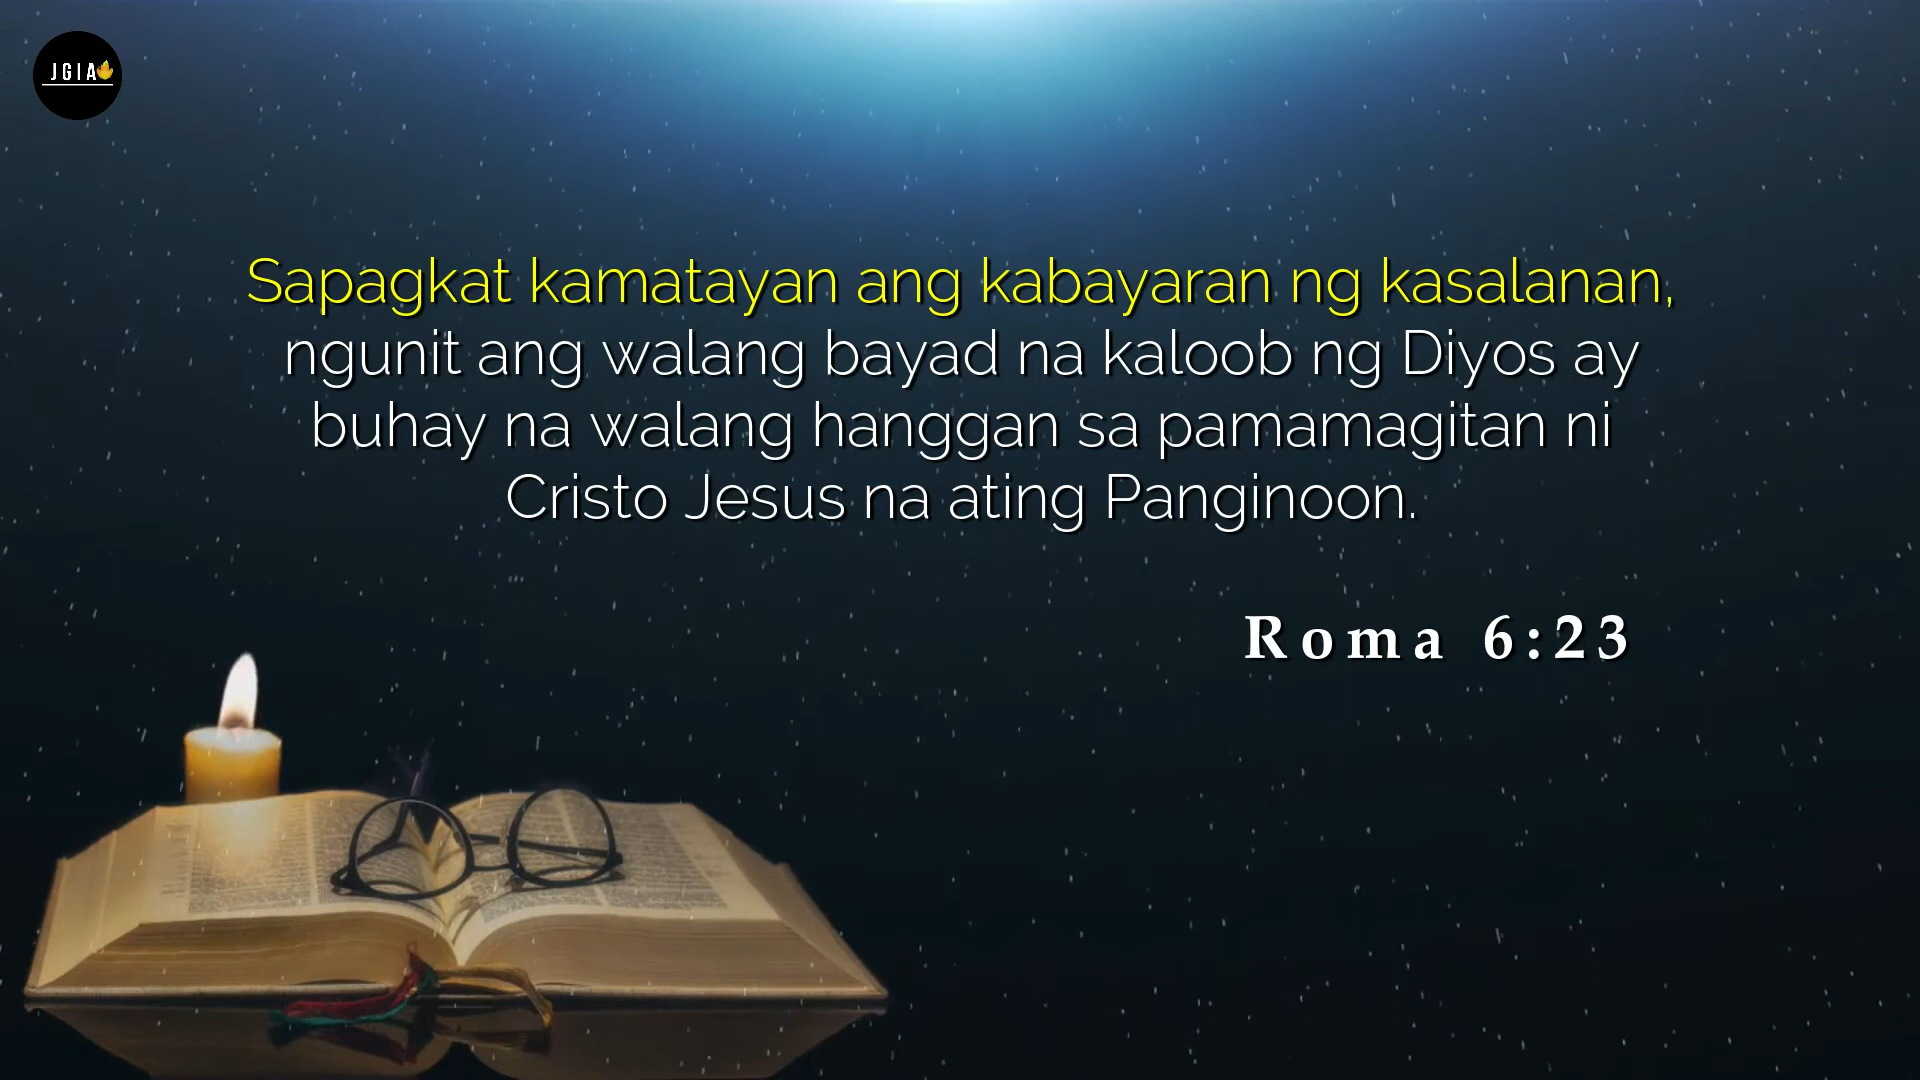 JGIA
Sapagkat kamatayan ang kabayaran ng kasalanan,
ngunit ang walang bayad na kaloob ng Diyos ay
buhay na walang hanggan sa pamamagitan ni
Cristo Jesus na ating Panginoon.
Roma 6:23